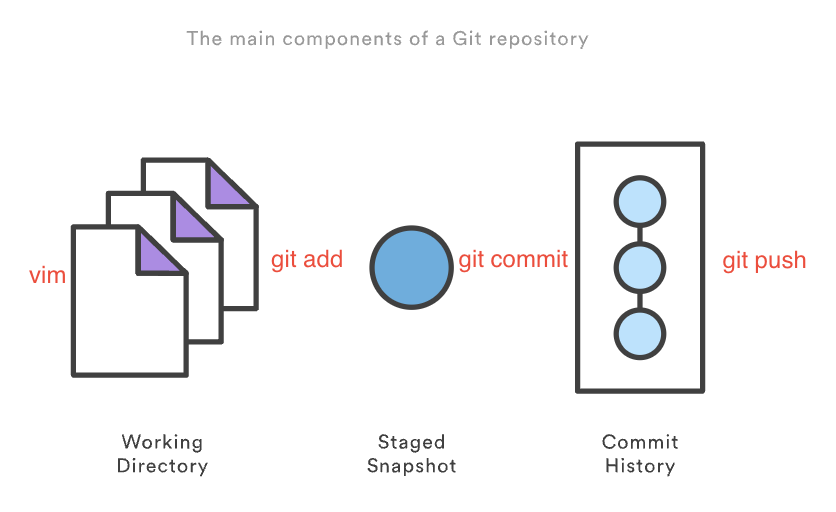 The main components of a Git repository
vim
git add
git commit
git push
Working
Directory
Staged
Snapshot
Commit
History